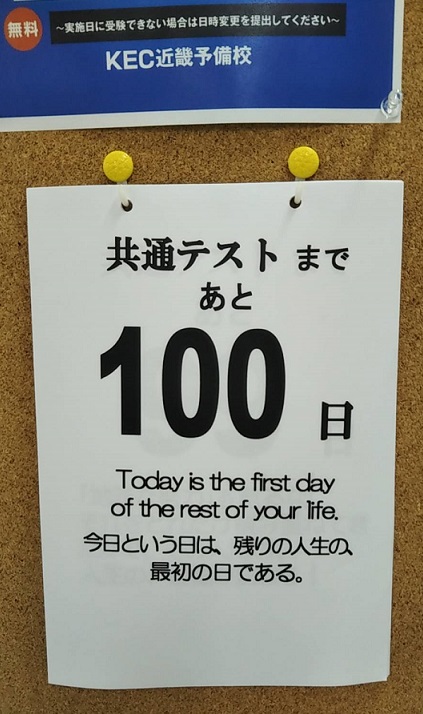 無料
～実施日に受験できない場合は日時変更を提出してください～
KEC近畿予備校
共通テスト まで
あと
100 日
Today is the first day
of the rest of your life.
今日という日は、残りの人生の、
最初の日である。